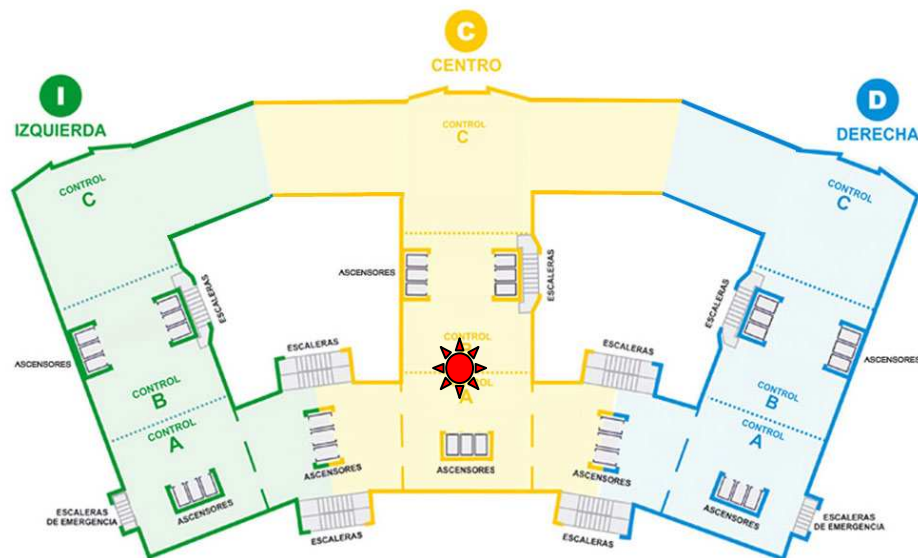 C
CENTRO
I
IZQUIERDA
D
DERECHA
CONTROL
C
CONTROL
C
CONTROL
C
ASCENSORES
ESCALERAS
ESCALERAS
ESCALERAS
ASCENSORES
ASCENSORES
ESCALERAS
ESCALERAS
CONTROL
B
CONTROL
CONTROL
B
CONTROL
A
A
CONTROL
A
ASCENSORES
ASCENSORES
ASCENSORES
ASCENSORES
ASCENSORES
ESCALERAS
DE EMERGENCIA
ESCALERAS
ESCALERAS
ESCALERAS
DE EMERGENCIA